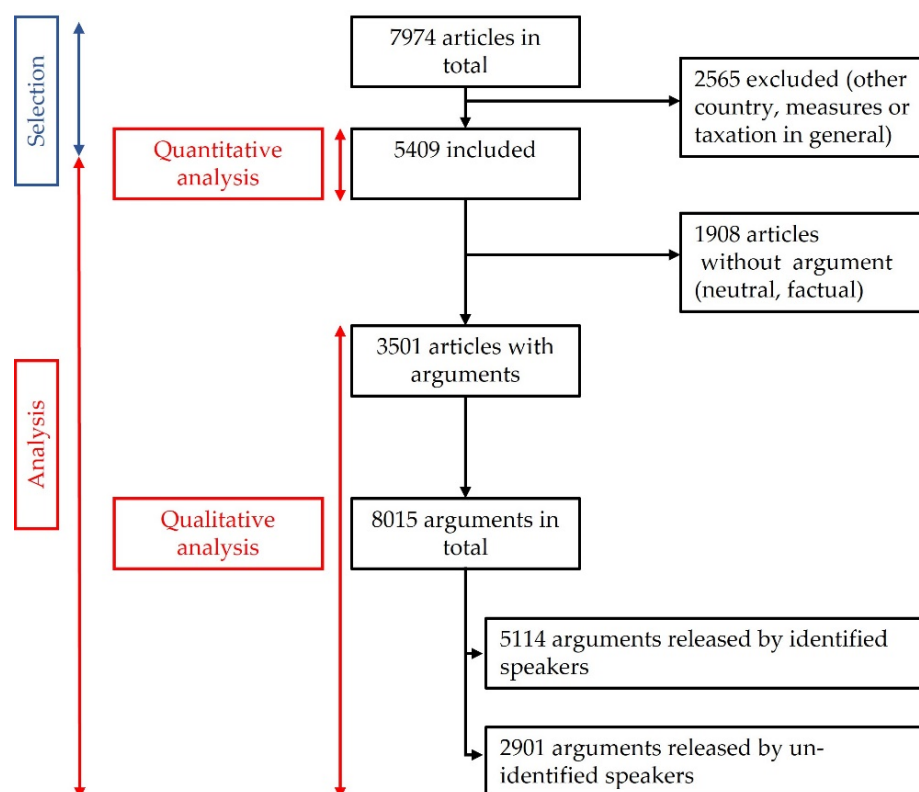 Selection
7974 articles in
total
2565 excluded (other
country, measures or
taxation in general)
Quantitative
analysis
5409 included
1908 articles
without argument
(neutral, factual)
Analysis
3501 articles with
arguments
Qualitative
analysis
8015 arguments in
total
5114 arguments released by identified
speakers
2901 arguments released by un-
identified speakers